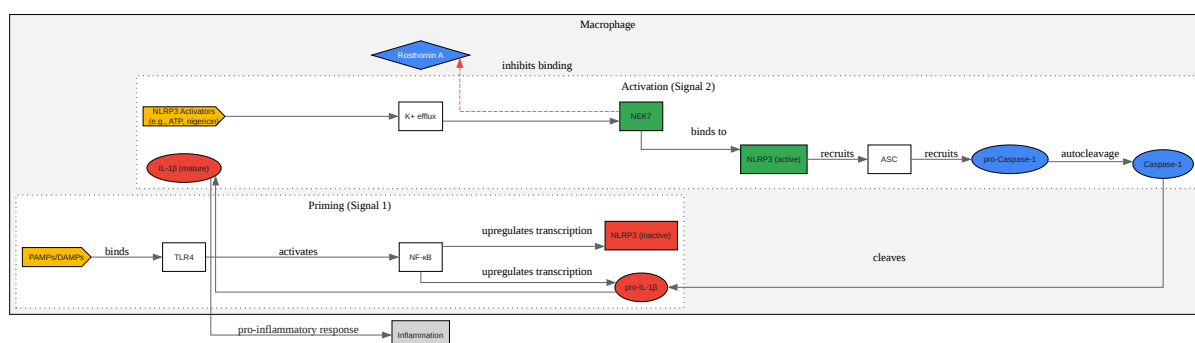 Macrophage
Rosthornin A
inhibits binding
Activation (Signal 2)
NLRP3 Activators
(e.g., ATP, nigericin)
K+ efflux
NEK7
binds to
NLRP3 (active)
recruits
ASC
recruits
pro-Caspase-1
autocleavage
Caspase-1
IL-1β (mature)
Priming (Signal 1)
PAMPs/DAMPs
binds
TLR4
activates
NF-κB
upregulates transcription
NLRP3 (inactive)
upregulates transcription
pro-IL-1β
cleaves
pro-inflammatory response
Inflammation